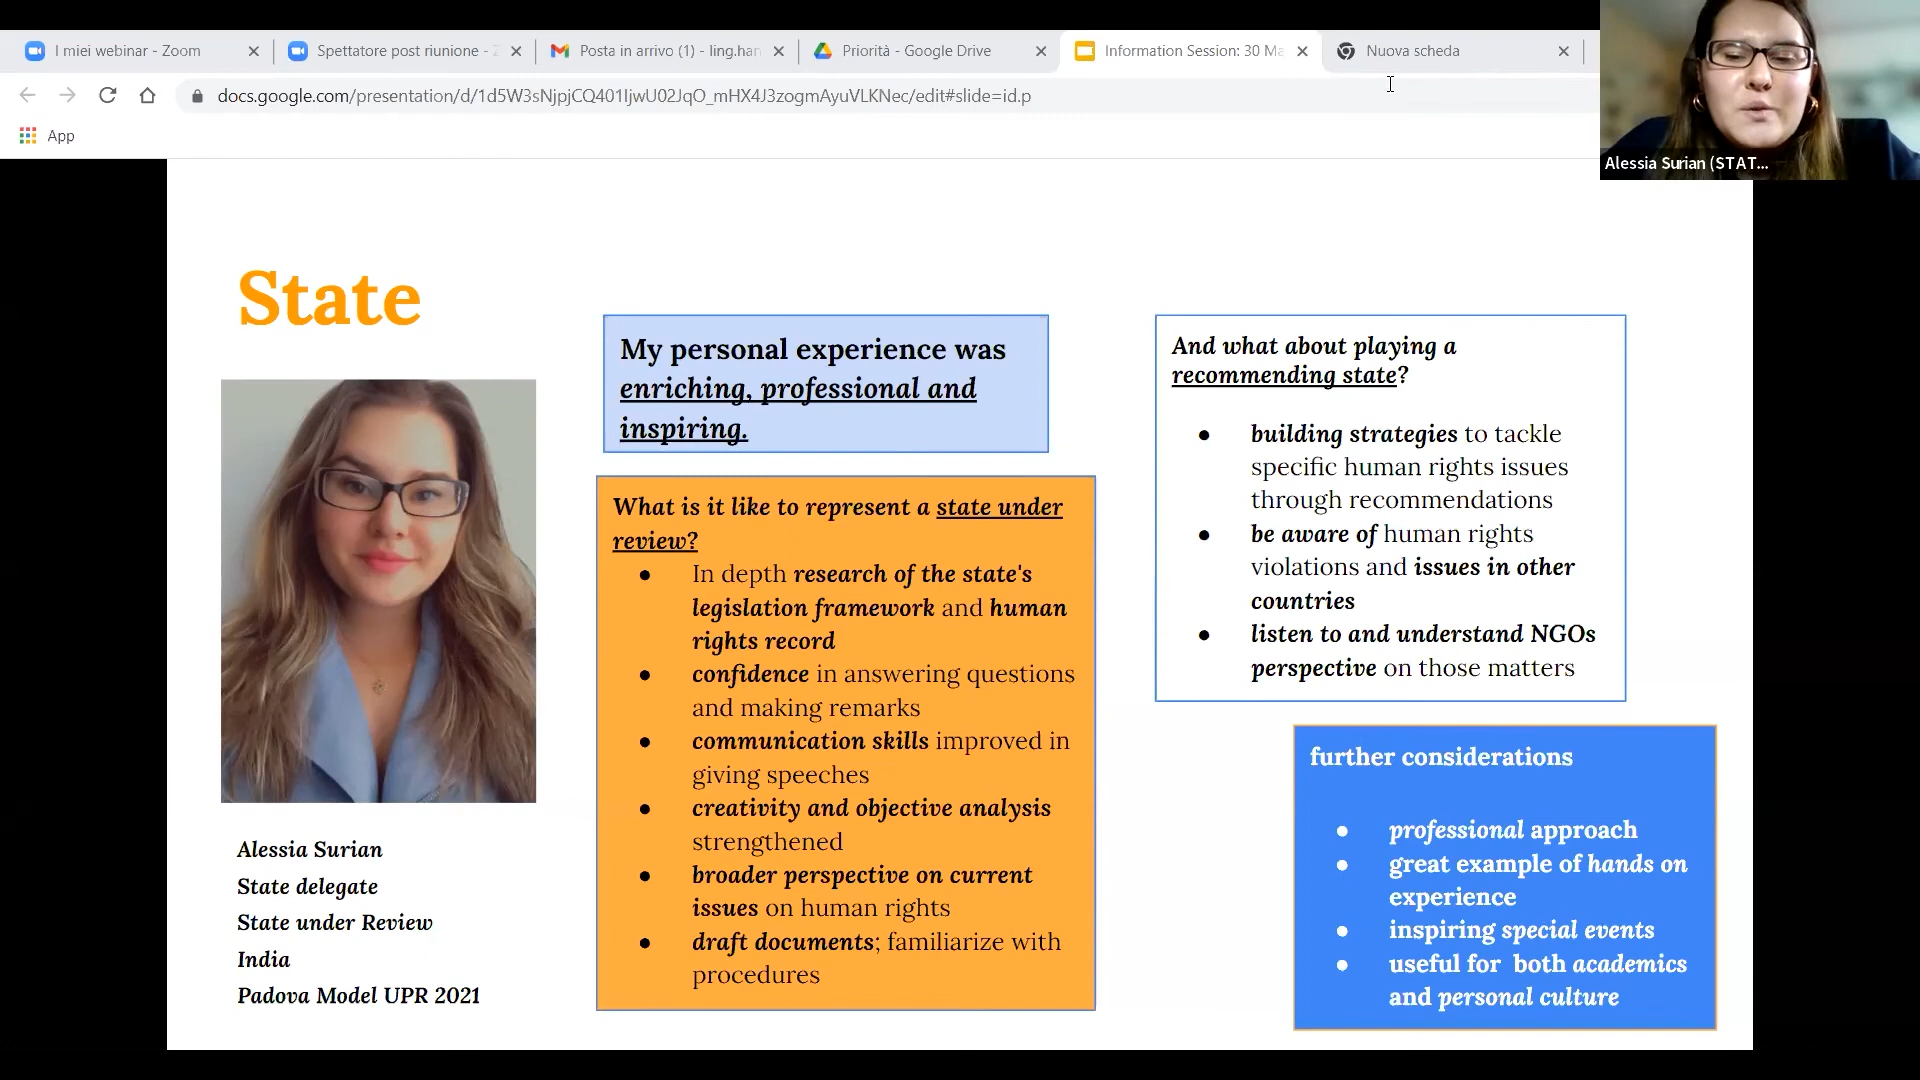 I miei webinar - Zoom
Spettatore post riunione - Z
Posta in arrivo (1) - ling.han
Priorità - Google Drive
Information Session: 30 Ma
Nuova scheda
docs.google.com/presentation/d/1d5W3sNjpjCQ401IjwU02JqO_mHX4J3zogmAyuVLKNec/edit#slide=id.p
App
Alessia Surian (STAT...
State
My personal experience was
enriching, professional and
inspiring.
What is it like to represent a state under
review?
● In depth research of the state's
legislation framework and human
rights record
● confidence in answering questions
and making remarks
● communication skills improved in
giving speeches
● creativity and objective analysis
strengthened
● broader perspective on current
issues on human rights
● draft documents; familiarize with
procedures
And what about playing a
recommending state?
● building strategies to tackle
specific human rights issues
through recommendations
● be aware of human rights
violations and issues in other
countries
● listen to and understand NGOs
perspective on those matters
further considerations
● professional approach
● great example of hands on
experience
● inspiring special events
● useful for both academics
and personal culture
Alessia Surian
State delegate
State under Review
India
Padova Model UPR 2021